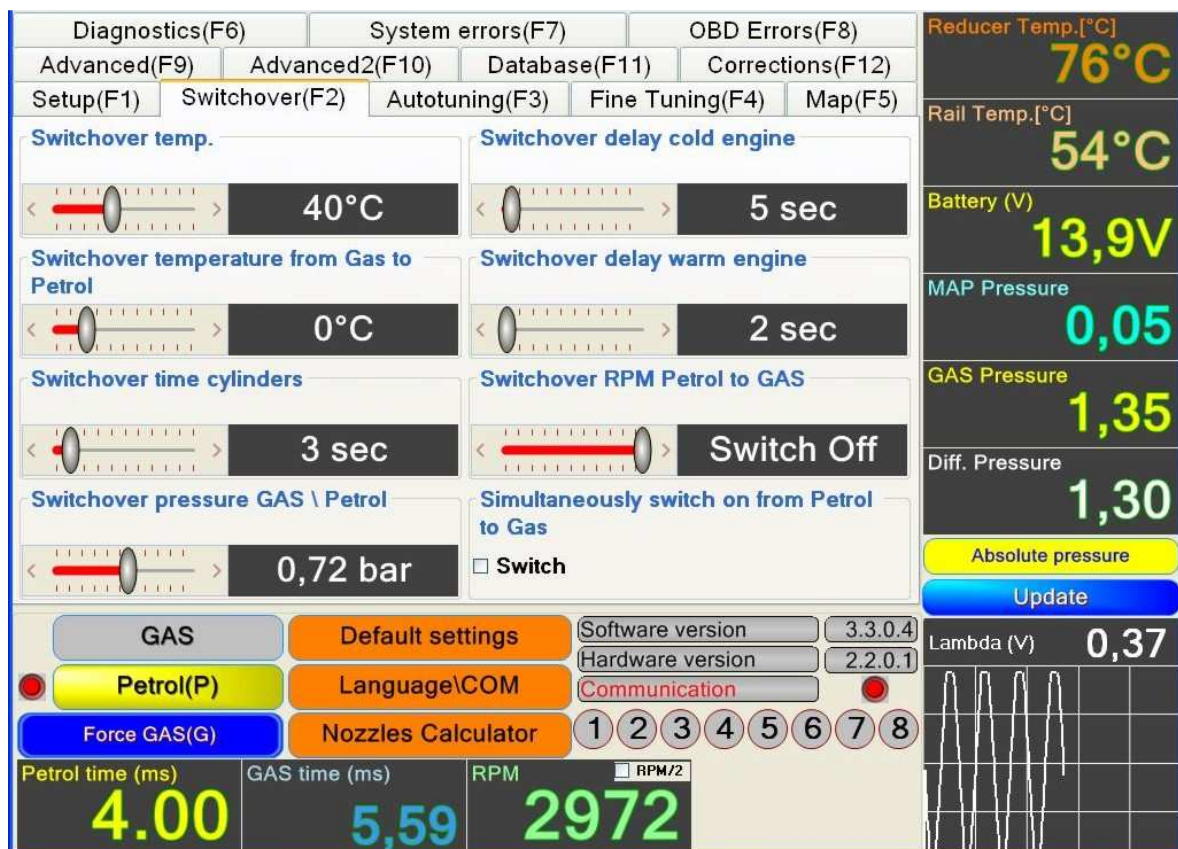 Diagnostics(F6) System errors(F7) OBD Errors(F8)
Advanced(F9) Advanced2(F10) Database(F11) Corrections(F12)
Setup(F1) Switchover(F2) Autotuning(F3) Fine Tuning(F4) Map(F5)
Switchover temp.
40°C
Switchover delay cold engine
5 sec
Switchover temperature from Gas to
Petrol
0°C
Switchover delay warm engine
2 sec
Switchover time cylinders
3 sec
Switchover RPM Petrol to GAS
Switch Off
Switchover pressure GAS \ Petrol
0,72 bar
Simultaneously switch on from Petrol
to Gas
Switch
GAS
Petrol(P)
Force GAS(G)
Default settings
Language\COM
Nozzles Calculator
Software version 3.3.0.4
Hardware version 2.2.0.1
Communication
1 2 3 4 5 6 7 8
Petrol time (ms)
4.00
GAS time (ms)
5,59
RPM RPM/2
2972
Reducer Temp.[°C]
76°C
Rail Temp.[°C]
54°C
Battery (V)
13,9V
MAP Pressure
0,05
GAS Pressure
1,35
Diff. Pressure
1,30
Absolute pressure
Update
Lambda (V) 0,37